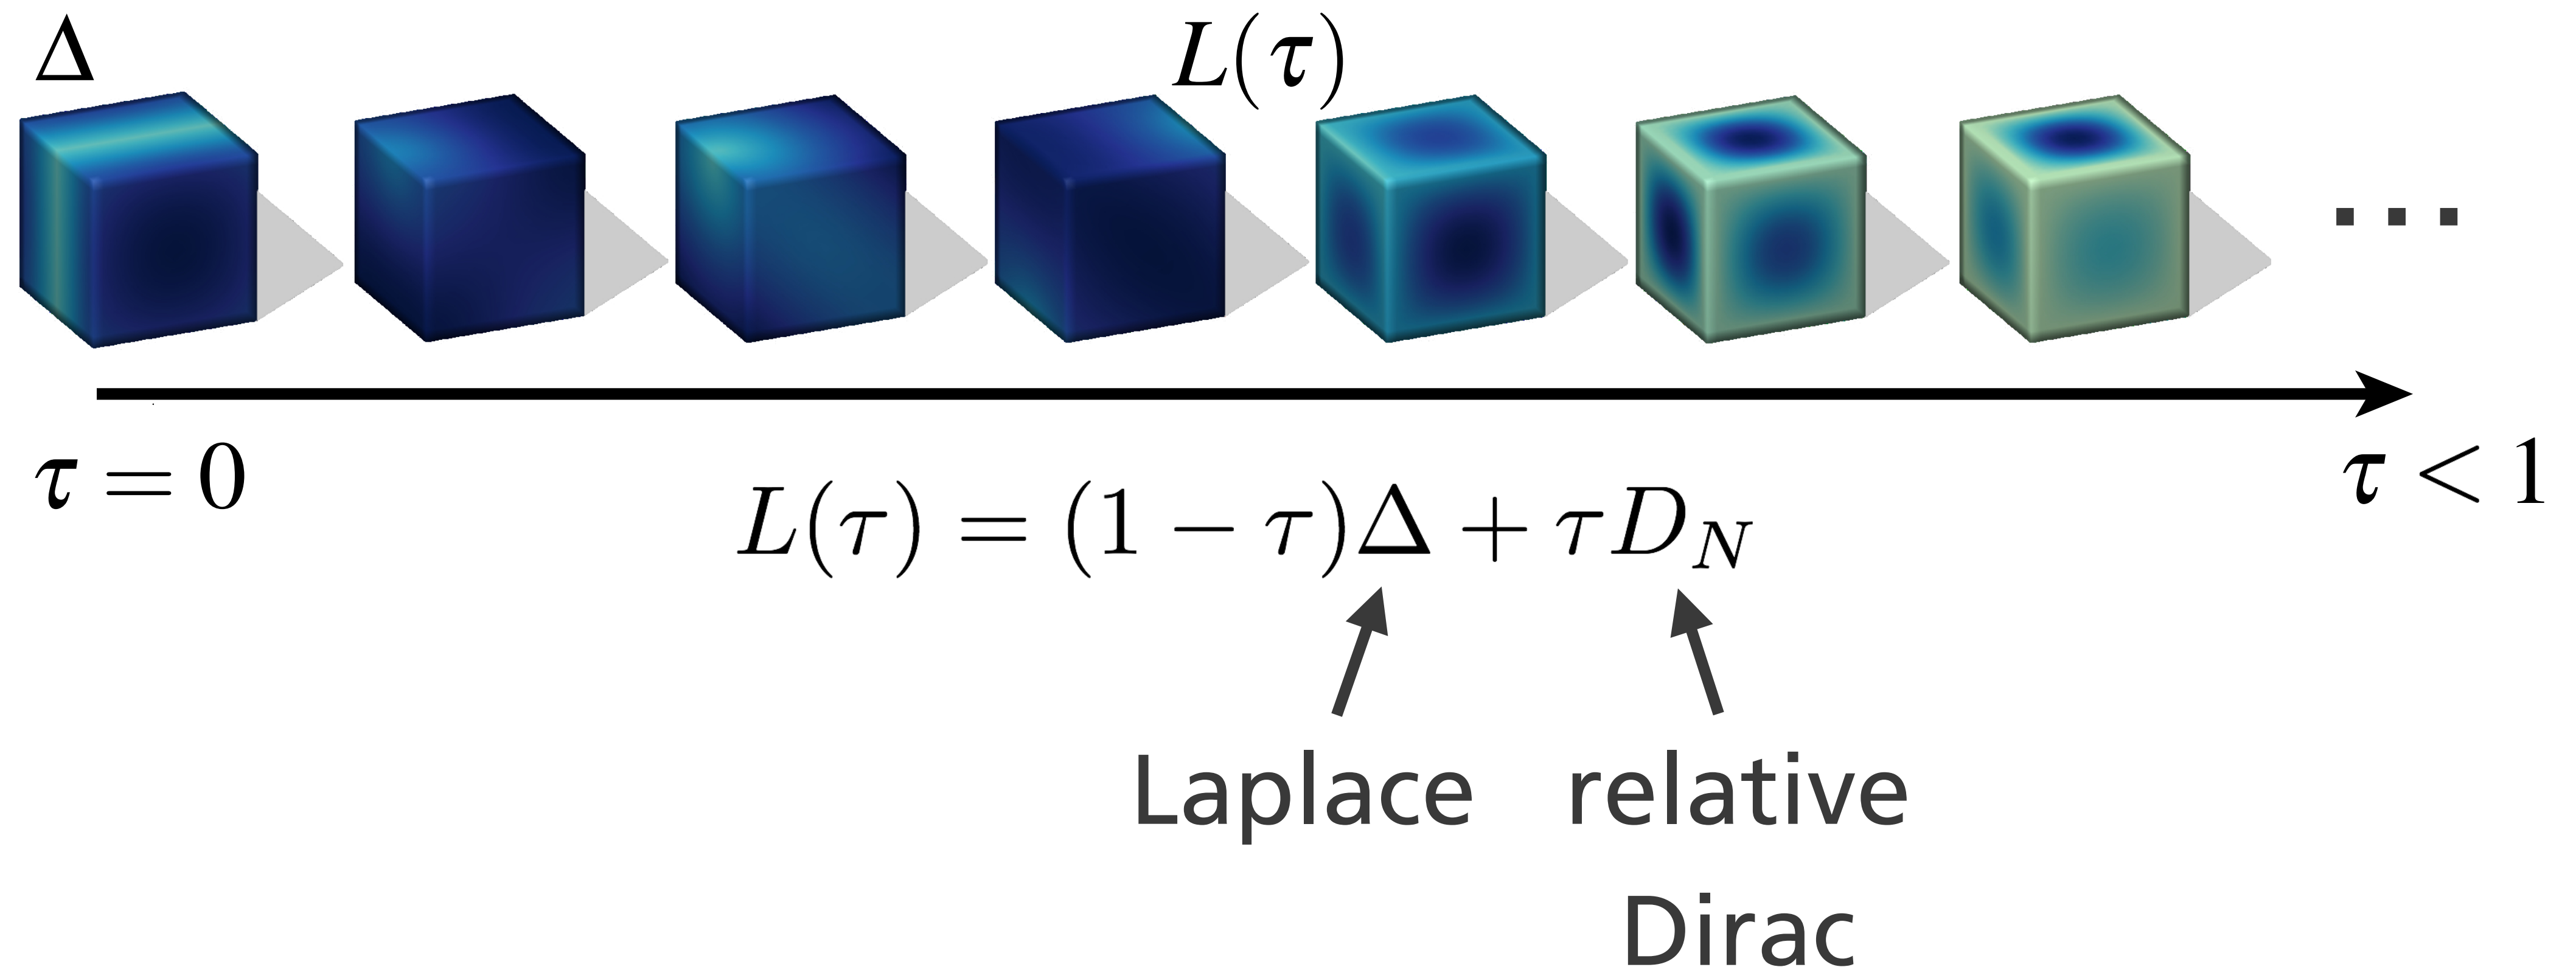 Δ
L(τ)
...
τ = 0
τ < 1
L(τ) = (1 − τ)Δ + τD_N
Laplace
relative
Dirac